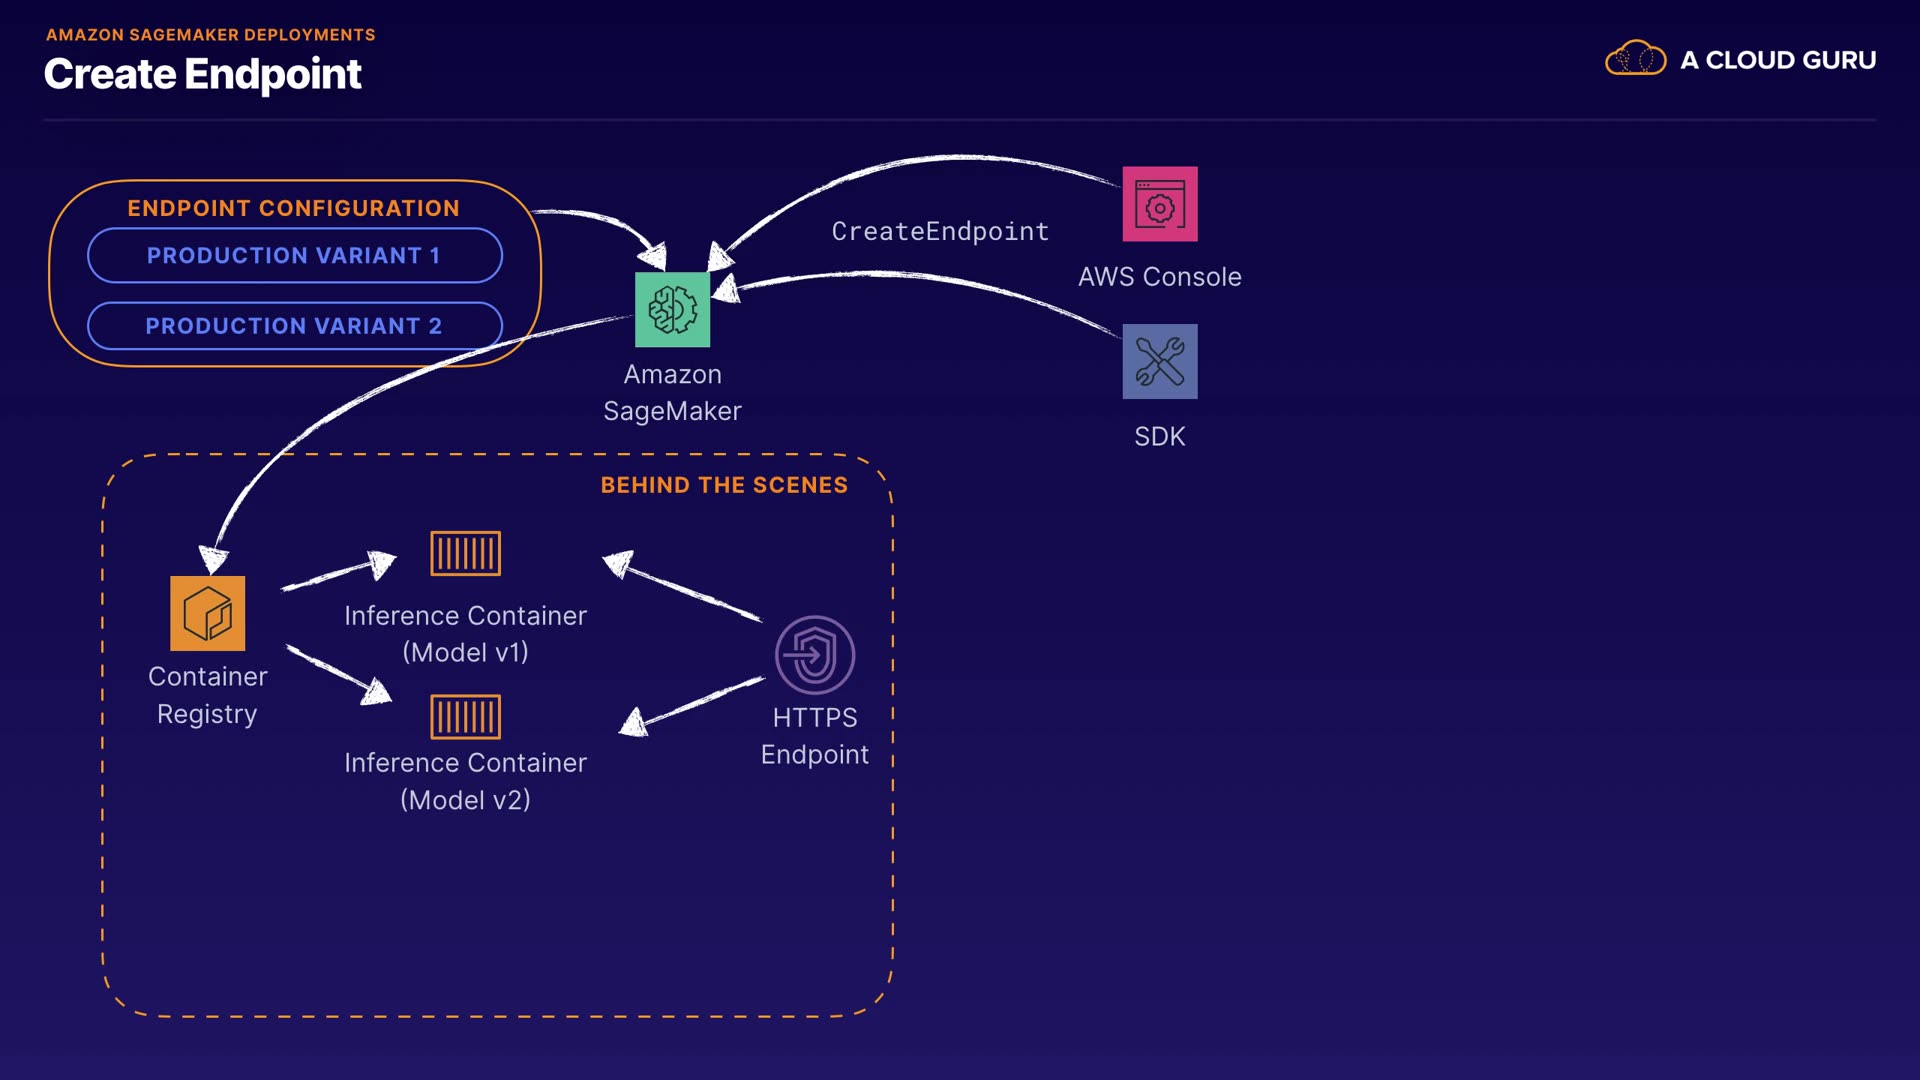 AMAZON SAGEMAKER DEPLOYMENTS
Create Endpoint
A CLOUD GURU
ENDPOINT CONFIGURATION
PRODUCTION VARIANT 1
PRODUCTION VARIANT 2
CreateEndpoint
AWS Console
SDK
Amazon
SageMaker
BEHIND THE SCENES
Container
Registry
Inference Container
(Model v1)
Inference Container
(Model v2)
HTTPS
Endpoint